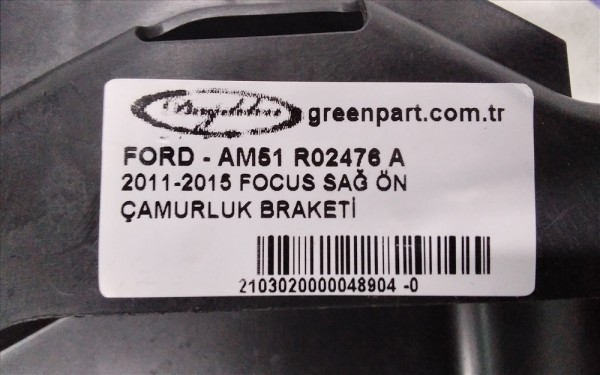 greenpart.com.tr
FORD - AM51 R02476 A
2011-2015 FOCUS SAĞ ÖN
ÇAMURLUK BRAKETİ
2103020000048904 -0